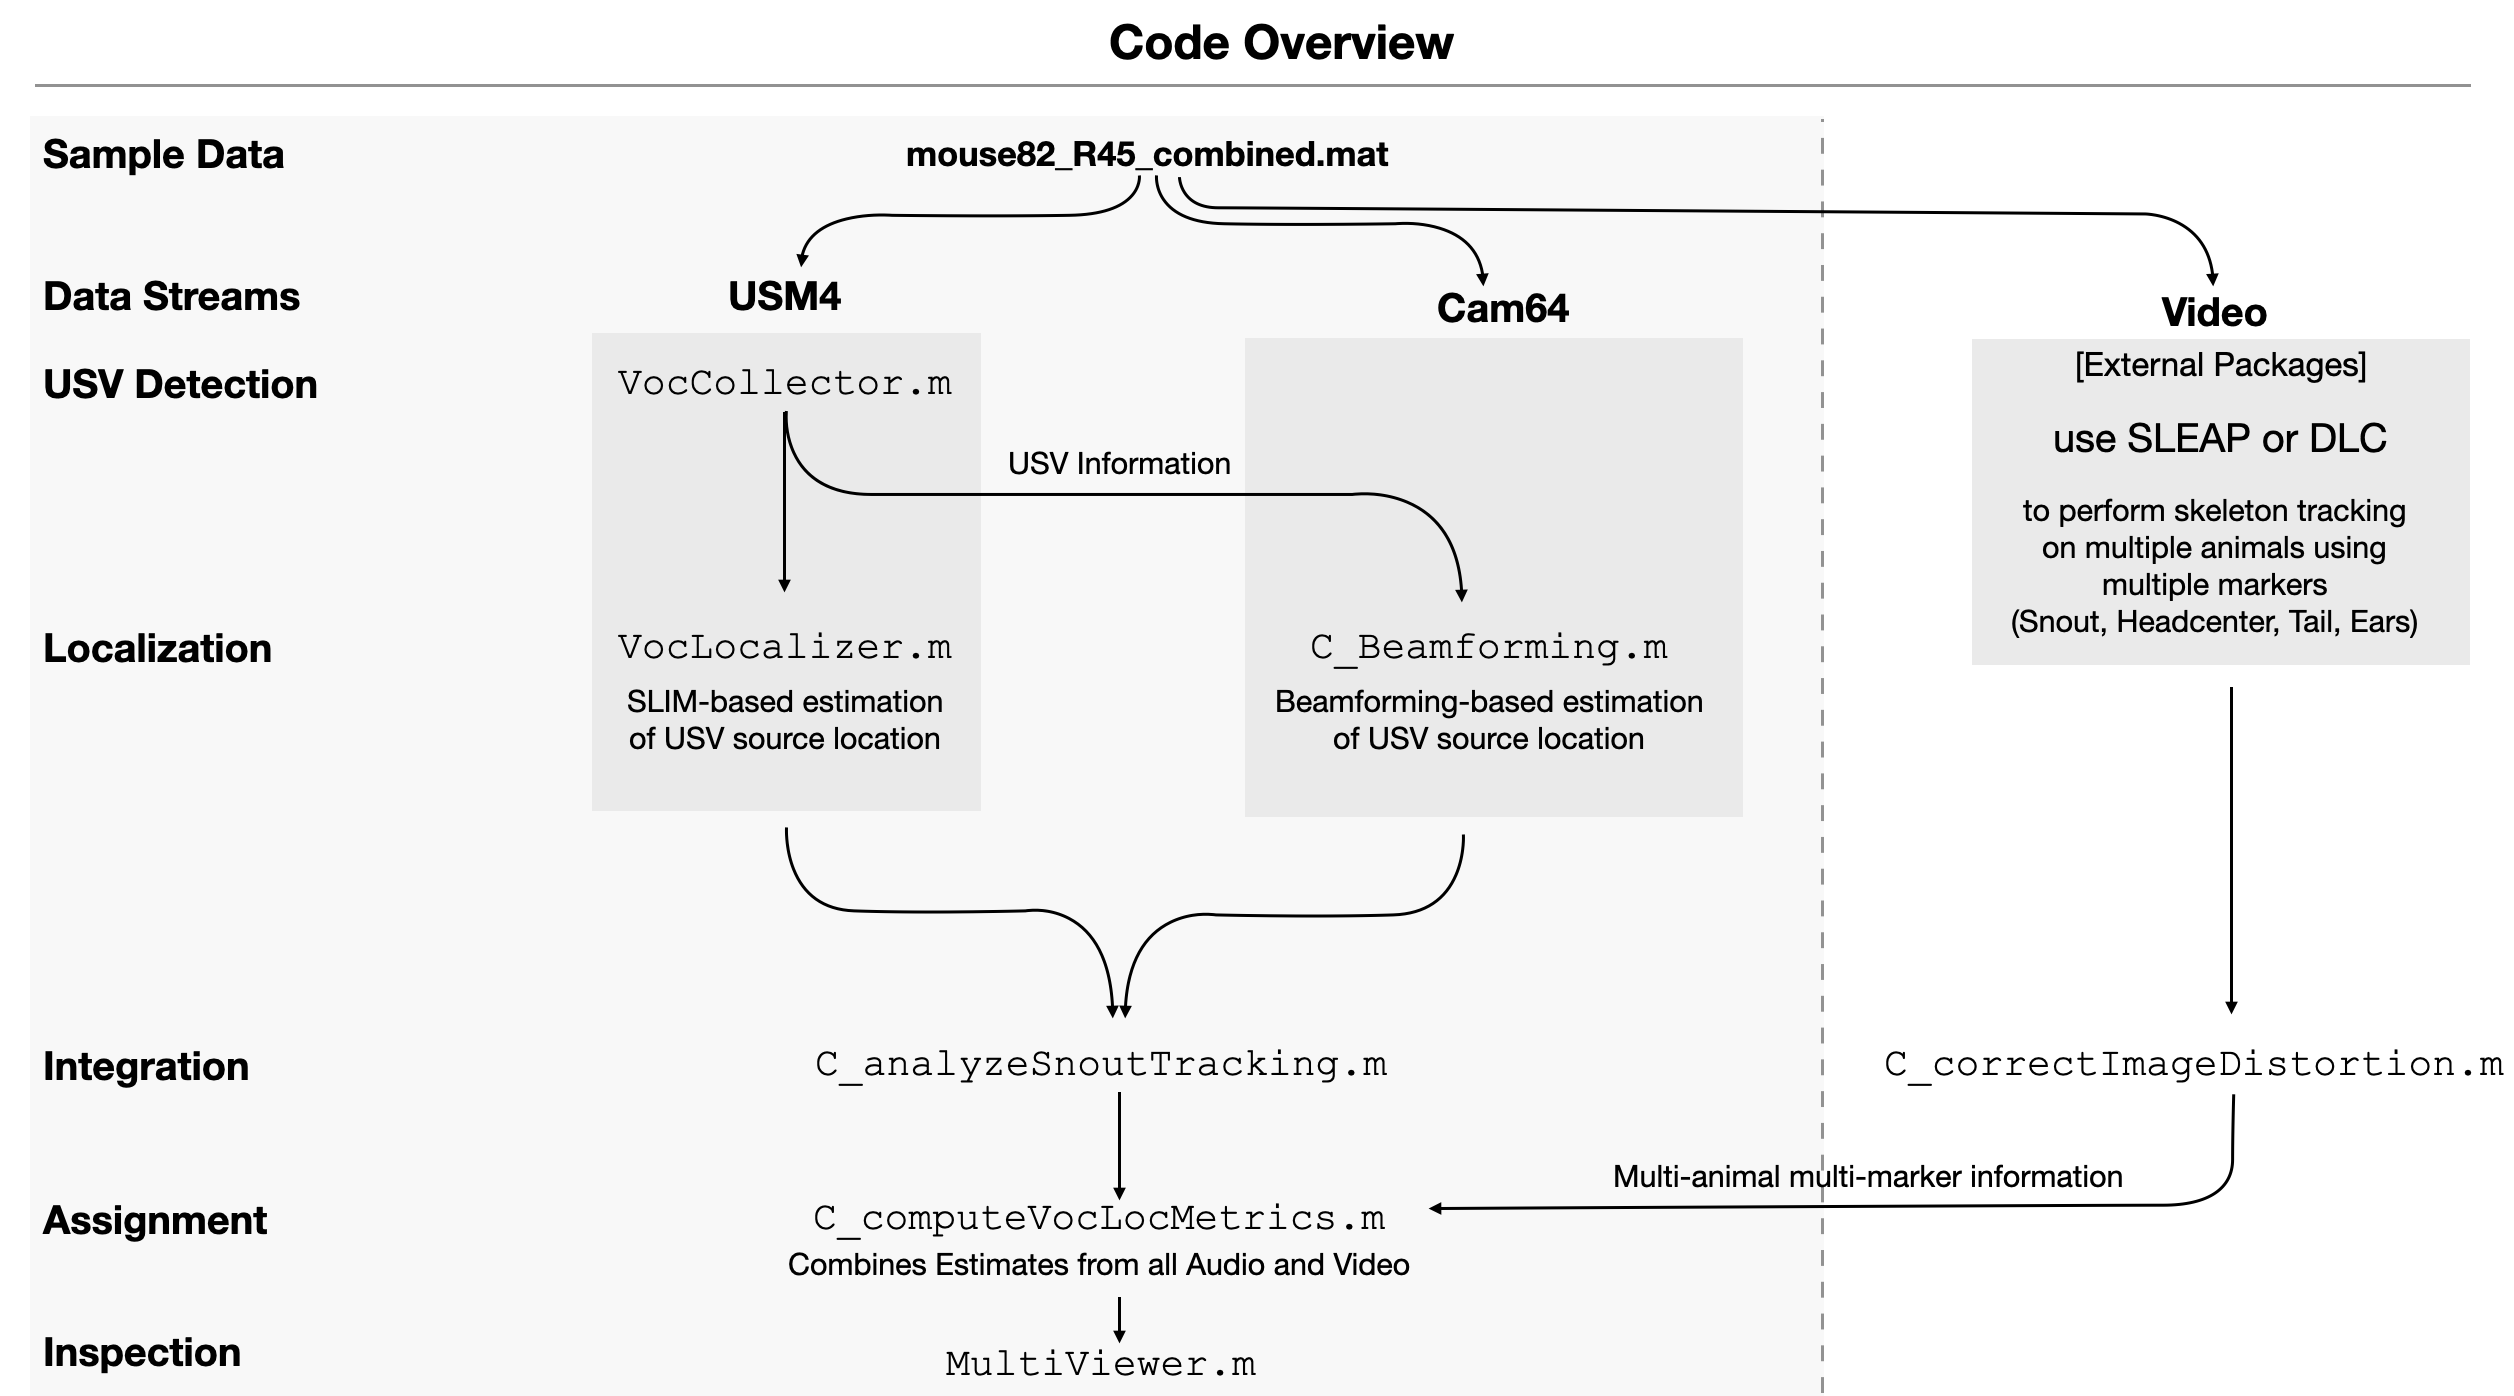 Code Overview
Sample Data
mouse82_R45_combined.mat
Data Streams
USM4
Cam64
Video
USV Detection
VocCollector.m
[External Packages]
use SLEAP or DLC
USV Information
to perform skeleton tracking
on multiple animals using
multiple markers
(Snout, Headcenter, Tail, Ears)
Localization
VocLocalizer.m
SLIM-based estimation
of USV source location
C_Beamforming.m
Beamforming-based estimation
of USV source location
Integration
C_analyzeSnoutTracking.m
C_correctImageDistortion.m
Multi-animal multi-marker information
Assignment
C_computeVocLocMetrics.m
Combines Estimates from all Audio and Video
Inspection
MultiViewer.m